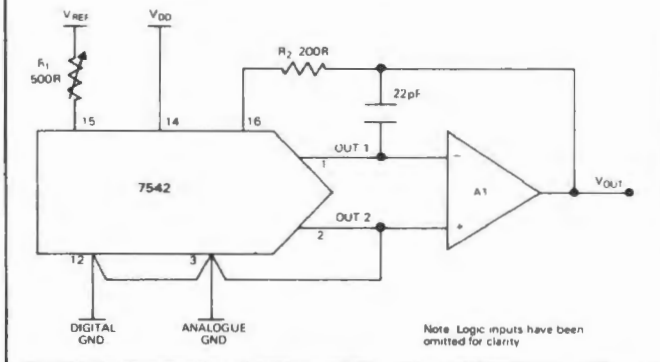 VREF
VDD
R1
500R
R2 200R
22pF
15
14
16
OUT 1
1
7542
A1
VOUT
OUT 2
2
12
3
DIGITAL
GND
ANALOGUE
GND
Note Logic inputs have been
omitted for clarity
−
+